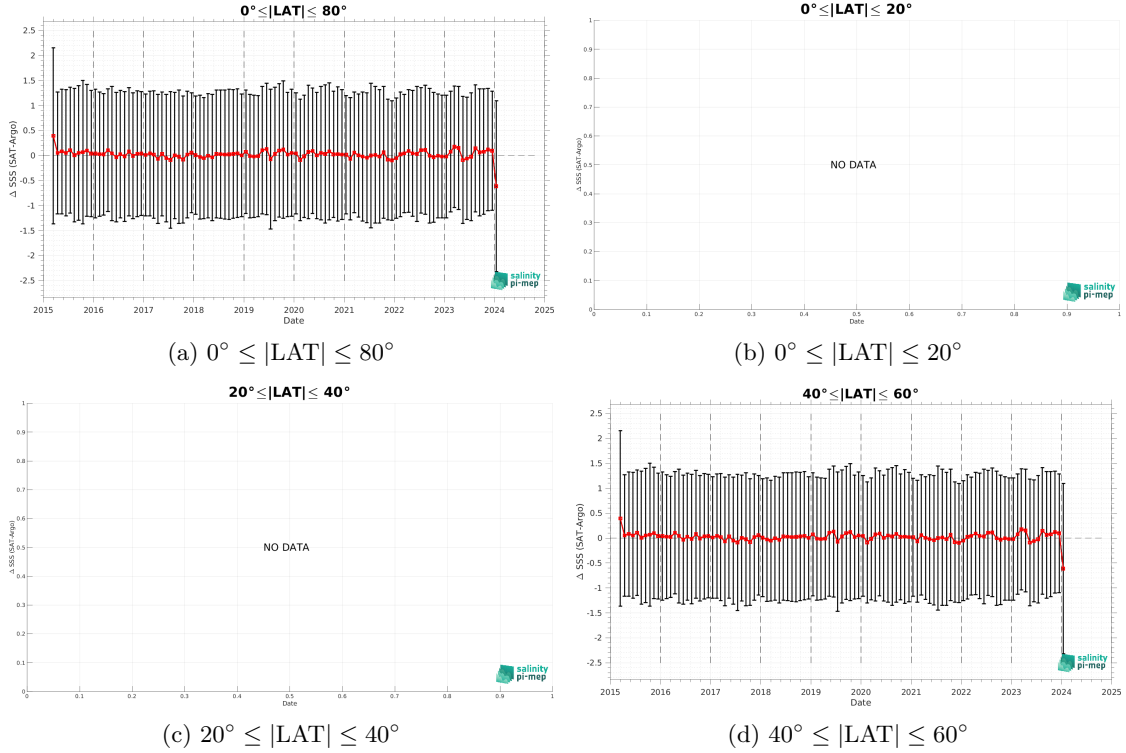 0°≤|LAT|≤ 80°
2.5
2
1.5
1
0.5
0
-0.5
-1
-1.5
-2
-2.5
Δ SSS (SAT-Argo)
2015 2016 2017 2018 2019 2020 2021 2022 2023 2024 2025
Date
salinity
pi-mep
(a) 0° ≤ |LAT| ≤ 80°
0°≤|LAT|≤ 20°
1
0.9
0.8
0.7
0.6
0.5
0.4
0.3
0.2
0.1
0
Δ SSS (SAT-Argo)
NO DATA
0 0.1 0.2 0.3 0.4 0.5 0.6 0.7 0.8 0.9 1
Date
salinity
pi-mep
(b) 0° ≤ |LAT| ≤ 20°
20°≤|LAT|≤ 40°
1
0.9
0.8
0.7
0.6
0.5
0.4
0.3
0.2
0.1
0
Δ SSS (SAT-Argo)
NO DATA
0 0.1 0.2 0.3 0.4 0.5 0.6 0.7 0.8 0.9 1
Date
salinity
pi-mep
(c) 20° ≤ |LAT| ≤ 40°
40°≤|LAT|≤ 60°
2.5
2
1.5
1
0.5
0
-0.5
-1
-1.5
-2
-2.5
Δ SSS (SAT-Argo)
2015 2016 2017 2018 2019 2020 2021 2022 2023 2024 2025
Date
salinity
pi-mep
(d) 40° ≤ |LAT| ≤ 60°